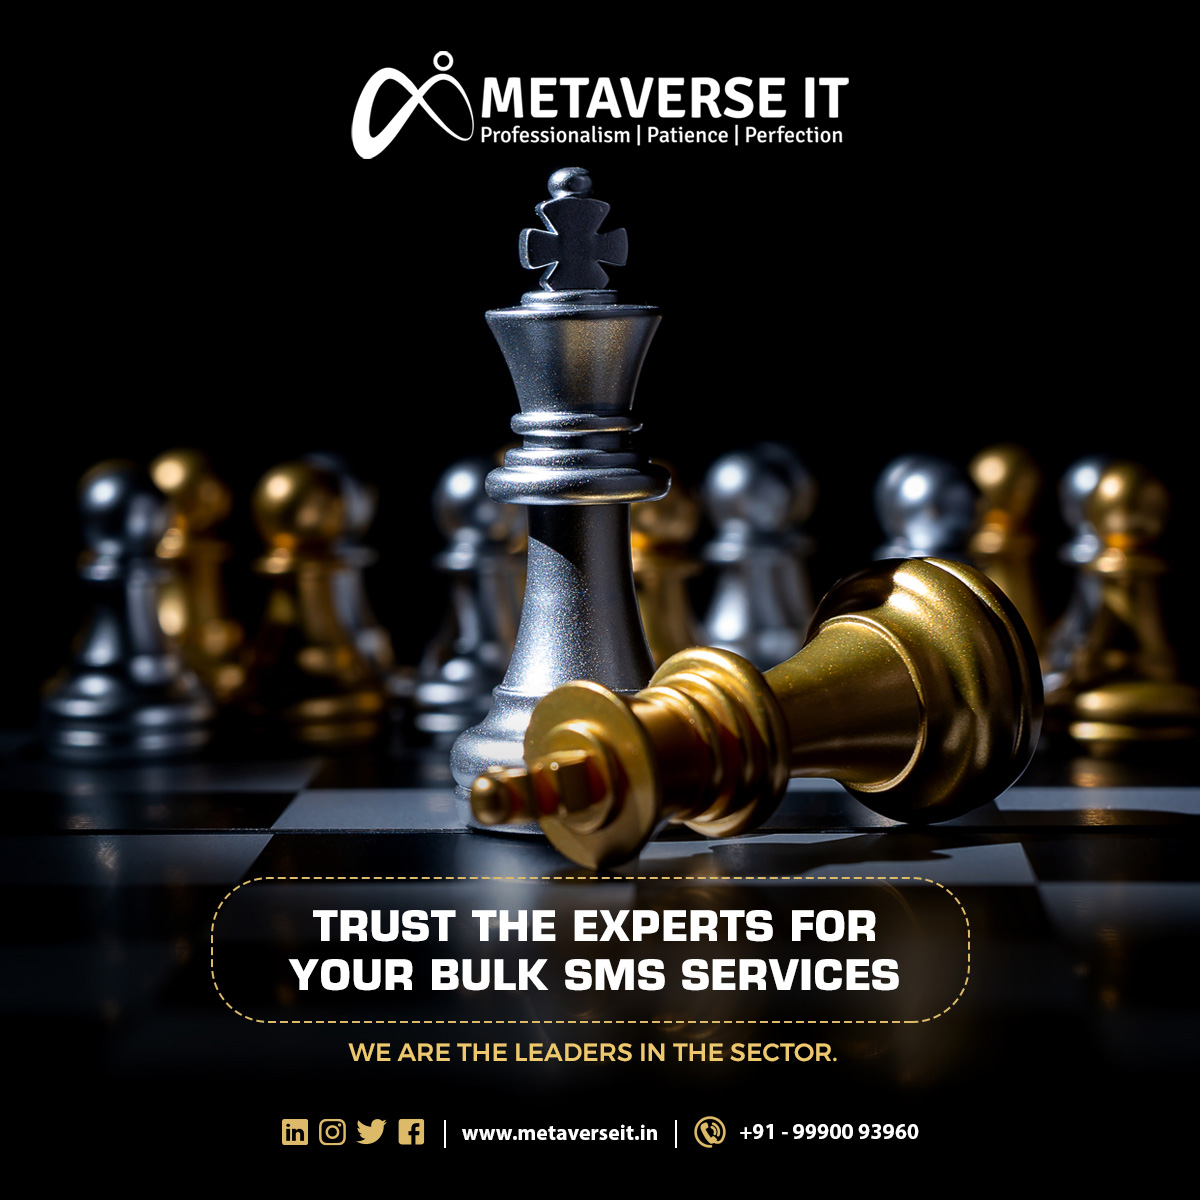 METAVERSE IT
Professionalism | Patience | Perfection
TRUST THE EXPERTS FOR
YOUR BULK SMS SERVICES
WE ARE THE LEADERS IN THE SECTOR.
in www.metaverseit.in | +91 - 99900 93960